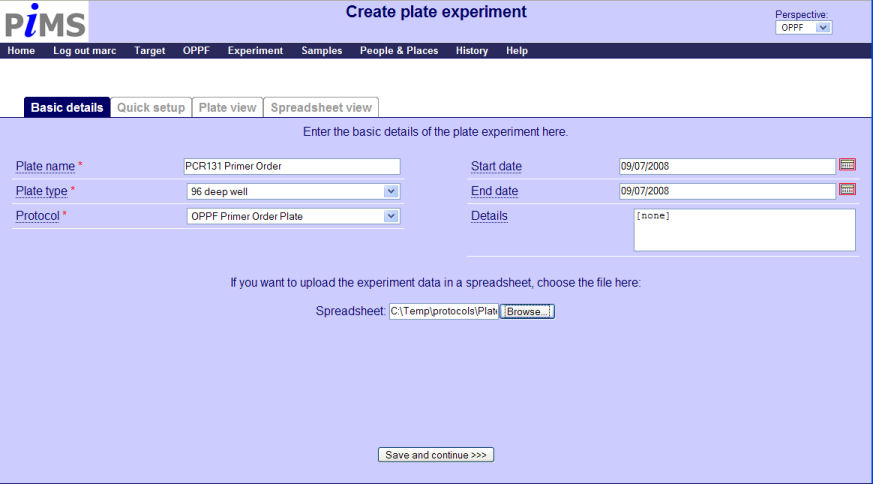 PiMS
Create plate experiment
Perspective:
OPPF
Home Log out marc Target OPPF Experiment Samples People & Places History Help
Basic details Quick setup Plate view Spreadsheet view
Enter the basic details of the plate experiment here.
Plate name * PCR131 Primer Order Start date 09/07/2008
Plate type * 96 deep well End date 09/07/2008
Protocol * OPPF Primer Order Plate Details [none]
If you want to upload the experiment data in a spreadsheet, choose the file here:
Spreadsheet: C:\Temp\protocols\Plat Browse...
Save and continue >>>